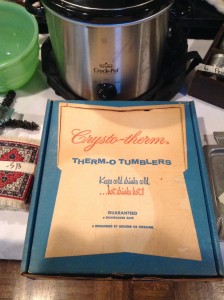 Crock-Pot
Crysto-therm.
THERM-O TUMBLERS
Keeps cold drinks cold..
...hot drinks hot!
GUARANTEED